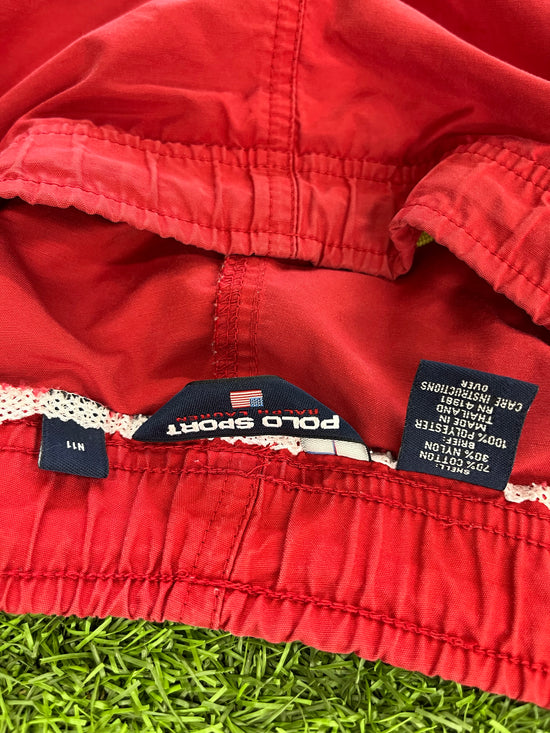 POLO SPORT
RALPH LAUREN
N11
SHELL:
70% COTTON
30% NYLON
BRIEF:
100% POLYESTER
MADE IN
THAILAND
RN 41381
CARE INSTRUCTIONS
OVER